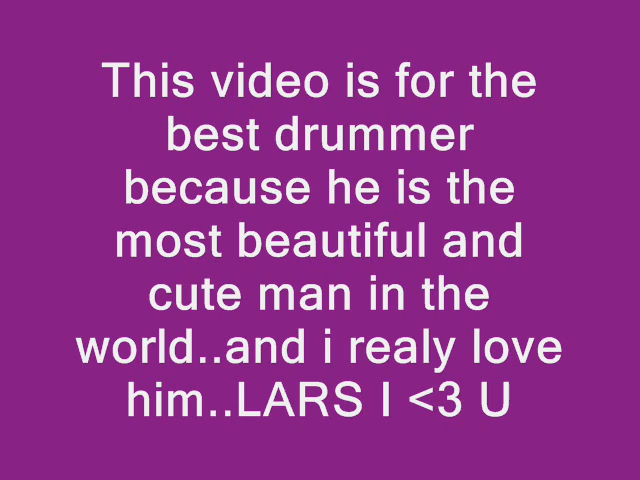 This video is for the
best drummer
because he is the
most beautiful and
cute man in the
world..and i realy love
him..LARS I <3 U